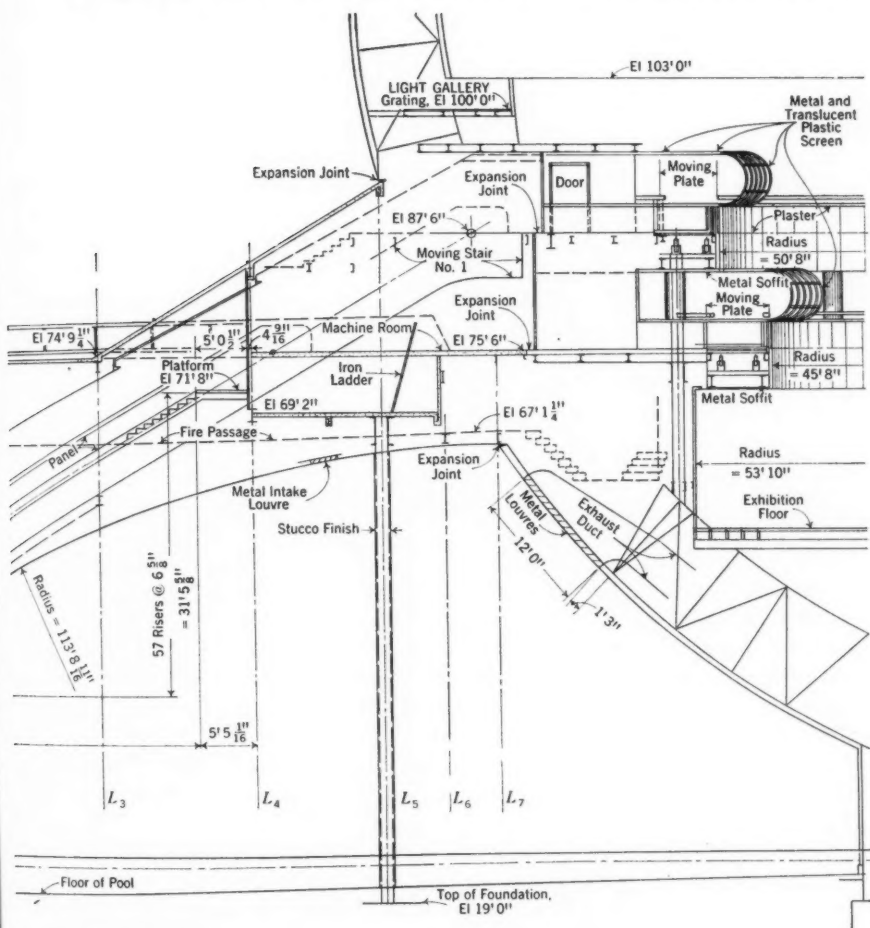 El 103'0"
LIGHT GALLERY
Grating, El 100'0"
Metal and
Translucent
Plastic
Screen
Expansion Joint
Expansion
Joint
Door
Moving
Plate
El 87'6"
Plaster
Moving Stair
No. 1
Radius
= 50'8"
Metal Soffit
Moving
Plate
Expansion
Joint
El 74'9 1/4"
5'0 1/2"
4 9/16"
Machine Room
El 75'6"
Platform
El 71'8"
Iron
Ladder
Radius
= 45'8"
Metal Soffit
El 69'2"
El 67'1 1/4"
Panel
Fire Passage
Expansion
Joint
Radius
= 53'10"
Metal Intake
Louvre
Exhibition
Floor
Stucco Finish
Metal
Louvres
Exhaust
Duct
12'0"
1'3"
Radius = 113'8 11/16"
57 Risers @ 6 5/8"
= 31'5 5/8"
5'5 1/16"
L3
L4
L5
L6
L7
Floor of Pool
Top of Foundation,
El 19'0"